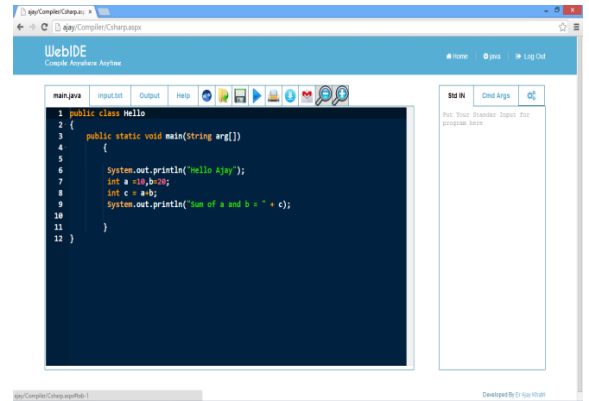 ajay/Compiler/Csharp.asp x
ajay/Compiler/Csharp.aspx
WebIDE
Compile Anywhere Anytime
Home java Log Out
main.java input.txt Output Help
Std IN Cmd Args
1 public class Hello
2 {
3 public static void main(String arg[])
4 {
5
6 System.out.println("Hello Ajay");
7 int a =10,b=20;
8 int c = a+b;
9 System.out.println("Sum of a and b = " + c);
10
11 }
12 }
Put Your Standar Input for
program here
ajay/Compiler/Csharp.aspx#tab-1
Developed By Er Ajay Khatri